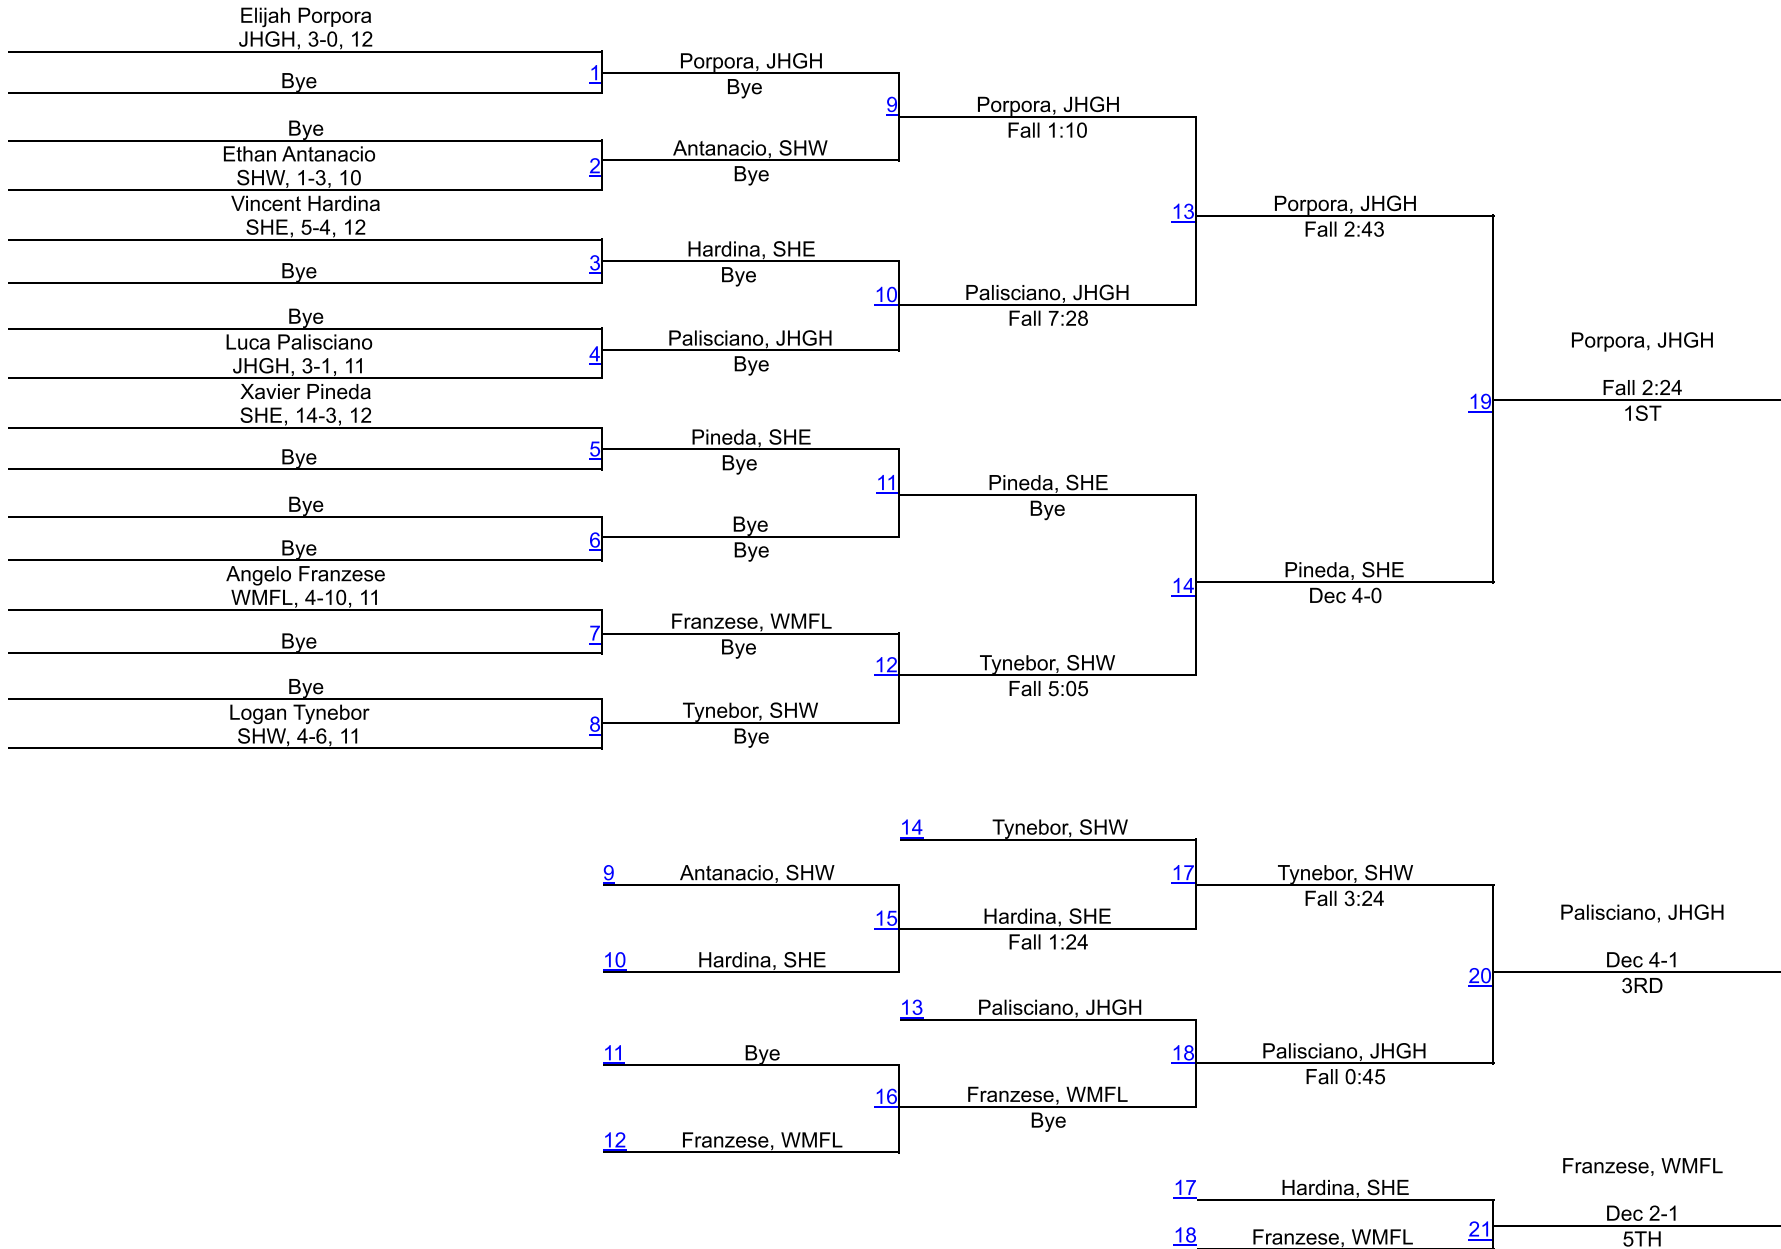 Elijah Porpora
JHGH, 3-0, 12
Bye
1
Bye
Ethan Antanacio
SHW, 1-3, 10
2
Vincent Hardina
SHE, 5-4, 12
Bye
3
Bye
Luca Palisciano
JHGH, 3-1, 11
4
Xavier Pineda
SHE, 14-3, 12
Bye
5
Bye
Bye
6
Angelo Franzese
WMFL, 4-10, 11
Bye
7
Bye
Logan Tynebor
SHW, 4-6, 11
8
Porpora, JHGH
Bye
9
Antanacio, SHW
Bye
Hardina, SHE
Bye
10
Palisciano, JHGH
Bye
Pineda, SHE
Bye
11
Bye
Bye
Franzese, WMFL
Bye
12
Tynebor, SHW
Bye
Porpora, JHGH
Fall 1:10
13
Palisciano, JHGH
Fall 7:28
Pineda, SHE
Bye
14
Tynebor, SHW
Fall 5:05
Porpora, JHGH
Fall 2:43
19
Pineda, SHE
Dec 4-0
Porpora, JHGH
Fall 2:24
1ST
9
Antanacio, SHW
15
10
Hardina, SHE
11
Bye
16
12
Franzese, WMFL
14
Tynebor, SHW
17
Hardina, SHE
Fall 1:24
13
Palisciano, JHGH
18
Franzese, WMFL
Bye
Tynebor, SHW
Fall 3:24
20
Palisciano, JHGH
Fall 0:45
Palisciano, JHGH
Dec 4-1
3RD
17
Hardina, SHE
21
18
Franzese, WMFL
Franzese, WMFL
Dec 2-1
5TH